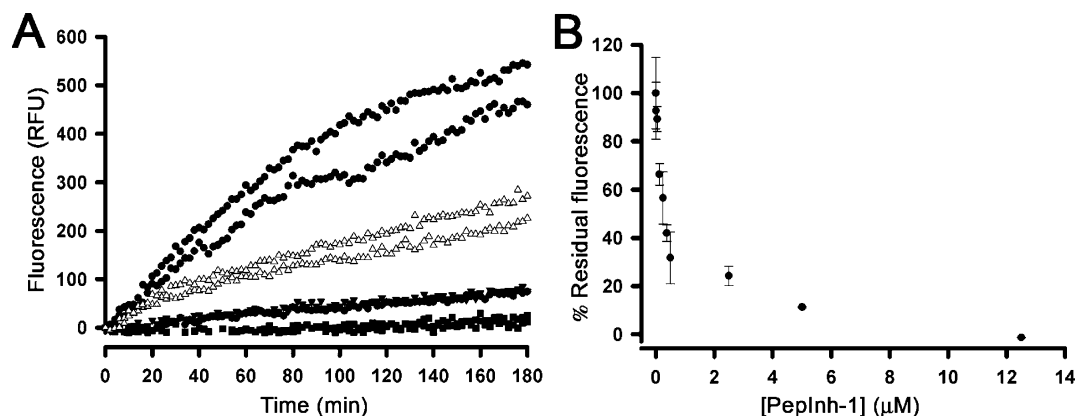 A
Fluorescence (RFU)
600
500
400
300
200
100
0
0 20 40 60 80 100 120 140 160 180
Time (min)
B
% Residual fluorescence
120
100
80
60
40
20
0
0 2 4 6 8 10 12 14
[PepInh-1] (μM)